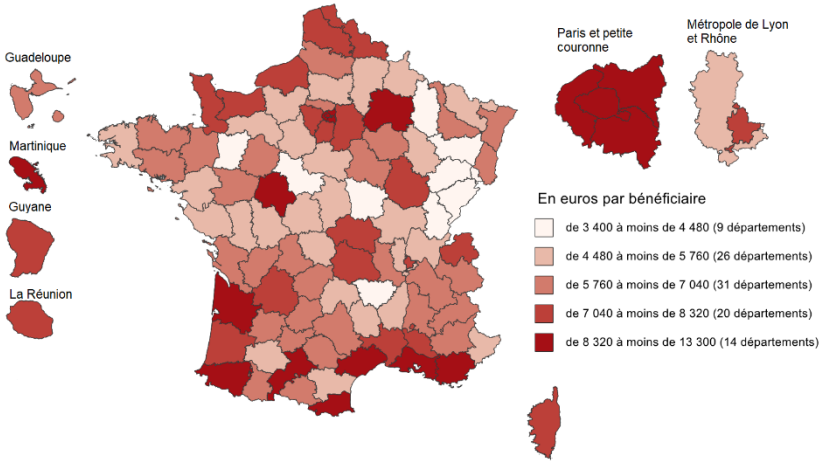 Paris et petite
couronne
Métropole de Lyon
et Rhône
Guadeloupe
Martinique
Guyane
La Réunion
En euros par bénéficiaire
de 3 400 à moins de 4 480 (9 départements)
de 4 480 à moins de 5 760 (26 départements)
de 5 760 à moins de 7 040 (31 départements)
de 7 040 à moins de 8 320 (20 départements)
de 8 320 à moins de 13 300 (14 départements)